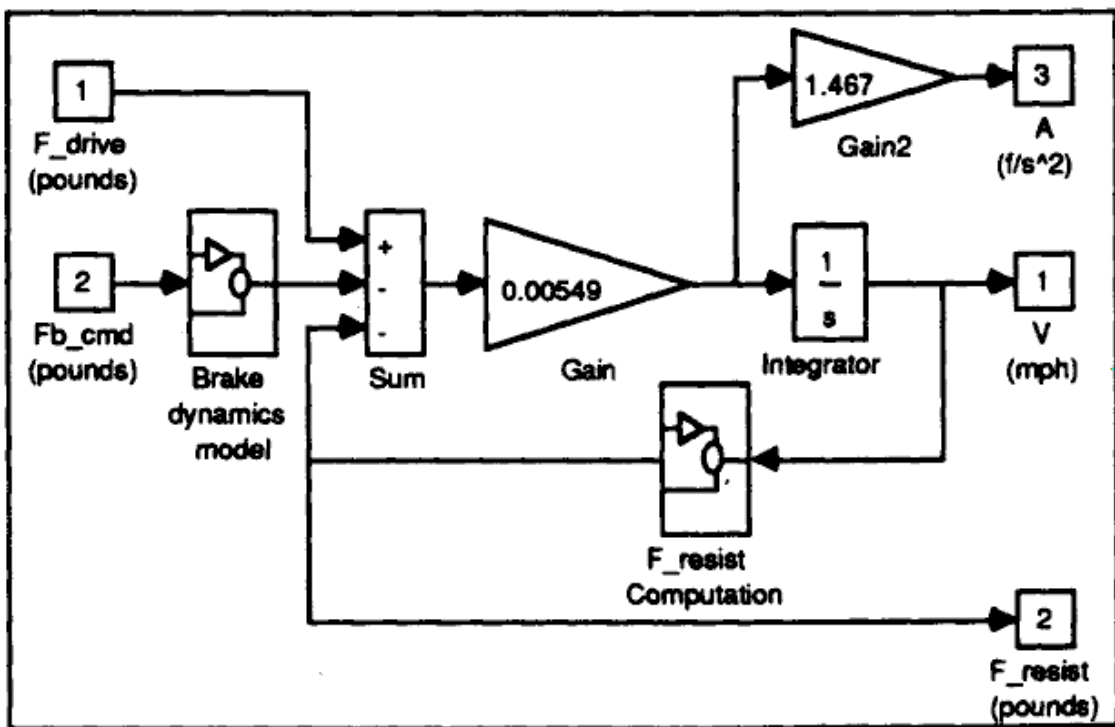 1
F_drive
(pounds)
2
Fb_cmd
(pounds)
Brake
dynamics
model
+
-
-
Sum
0.00549
Gain
1.467
Gain2
1
s
Integrator
3
A
(f/s^2)
1
V
(mph)
F_resist
Computation
2
F_resist
(pounds)